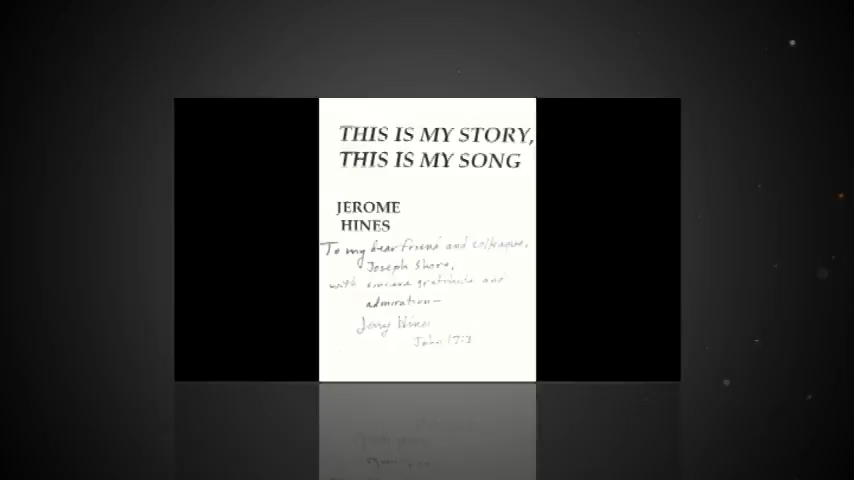 THIS IS MY STORY,
THIS IS MY SONG
JEROME
HINES
To my dear friend and colleague,
Joseph Shore,
with sincere gratitude and
admiration—
Jerry Hines
John 17:3